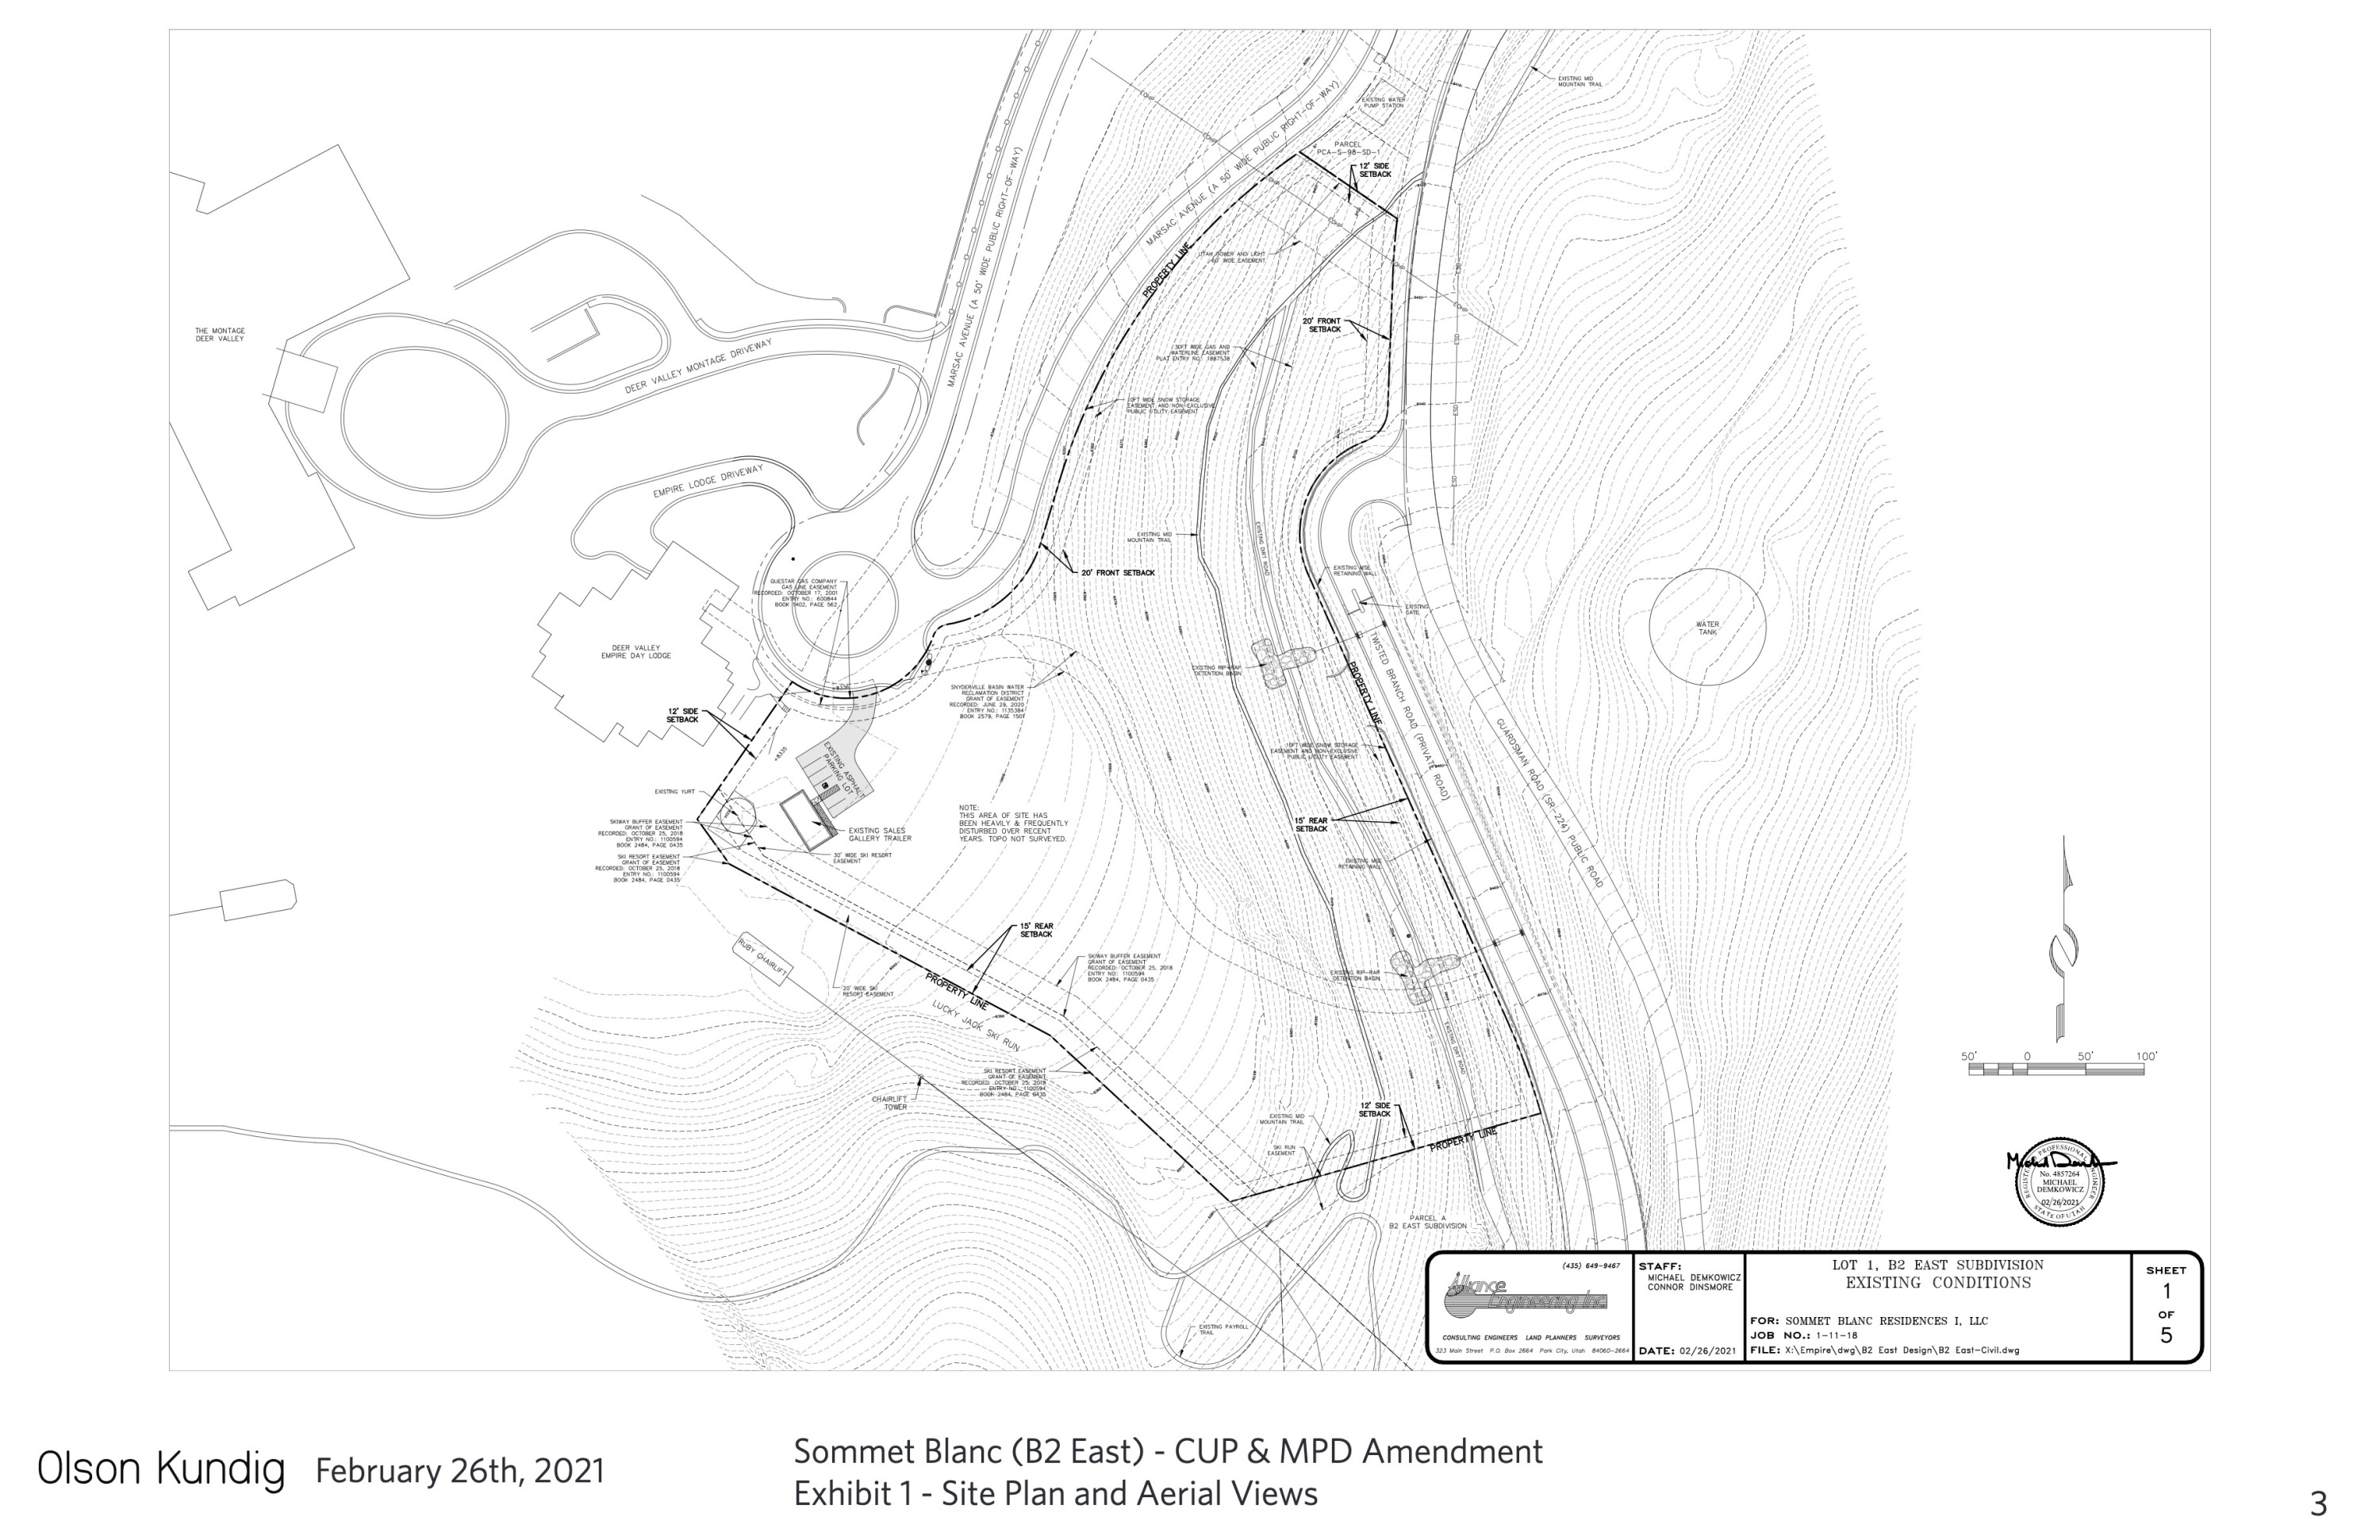 EXISTING MID
MOUNTAIN TRAIL
EXISTING WATER
PUMP STATION
PARCEL
PCA-S-98-SD-1
12' SIDE
SETBACK
MARSAC AVENUE (A 50' WIDE PUBLIC RIGHT-OF-WAY)
MARSAC AVENUE (A 50' WIDE PUBLIC RIGHT-OF-WAY)
PROPERTY LINE
UTAH POWER AND LIGHT
40' WIDE EASEMENT
THE MONTAGE
DEER VALLEY
DEER VALLEY MONTAGE DRIVEWAY
20' FRONT
SETBACK
30FT WIDE GAS AND
WATERLINE EASEMENT
10FT WIDE SNOW STORAGE
EASEMENT AND NON-EXCLUSIVE
PUBLIC UTILITY EASEMENT
EMPIRE LODGE DRIVEWAY
EXISTING MID
MOUNTAIN TRAIL
EXISTING DIRT ROAD
20' FRONT SETBACK
EXISTING MSE
RETAINING WALL
QUESTAR GAS COMPANY
GAS LINE EASEMENT
RECORDED: OCTOBER 17, 2001
ENTRY NO.: 600844
BOOK 1402, PAGE 562
EXISTING
GATE
WATER
TANK
DEER VALLEY
EMPIRE DAY LODGE
EXISTING RIP-RAP
DETENTION BASIN
PROPERTY LINE
TWISTED BRANCH ROAD (PRIVATE ROAD)
SNYDERVILLE BASIN WATER
RECLAMATION DISTRICT
GRANT OF EASEMENT
RECORDED: JUNE 29, 2020
ENTRY NO.: 1135384
BOOK 2579, PAGE 1501
12' SIDE
SETBACK
GUARDSMAN ROAD (SR-224) PUBLIC ROAD
10FT WIDE SNOW STORAGE
EASEMENT AND NON-EXCLUSIVE
PUBLIC UTILITY EASEMENT
EXISTING ASPHALT
PARKING LOT
EXISTING YURT
NOTE:
THIS AREA OF SITE HAS
BEEN HEAVILY & FREQUENTLY
DISTURBED OVER RECENT
YEARS. TOPO NOT SURVEYED.
15' REAR
SETBACK
SKIWAY BUFFER EASEMENT
GRANT OF EASEMENT
RECORDED: OCTOBER 25, 2018
ENTRY NO.: 1100594
BOOK 2484, PAGE 0435
EXISTING SALES
GALLERY TRAILER
30' WIDE SKI RESORT
EASEMENT
SKI RESORT EASEMENT
GRANT OF EASEMENT
RECORDED: OCTOBER 25, 2018
ENTRY NO.: 1100594
BOOK 2484, PAGE 0435
EXISTING MSE
RETAINING WALL
15' REAR
SETBACK
RUBY CHAIRLIFT
SKIWAY BUFFER EASEMENT
GRANT OF EASEMENT
RECORDED: OCTOBER 25, 2018
ENTRY NO.: 1100594
BOOK 2484, PAGE 0435
EXISTING RIP-RAP
DETENTION BASIN
20' WIDE SKI
RESORT EASEMENT
PROPERTY LINE
LUCKY JACK SKI RUN
EXISTING DIRT ROAD
SKI RESORT EASEMENT
GRANT OF EASEMENT
RECORDED: OCTOBER 25, 2018
ENTRY NO.: 1100594
BOOK 2484, PAGE 0435
CHAIRLIFT
TOWER
12' SIDE
SETBACK
EXISTING MID
MOUNTAIN TRAIL
PROPERTY LINE
SKI RUN
EASEMENT
PARCEL A
B2 EAST SUBDIVISION
EXISTING PAYROLL
TRAIL
50' 0 50' 100'
REGISTERED PROFESSIONAL ENGINEER
No. 4857264
MICHAEL
DEMKOWICZ
02/26/2021
STATE OF UTAH
(435) 649-9467
Alliance
Engineering Inc.
CONSULTING ENGINEERS LAND PLANNERS SURVEYORS
323 Main Street P.O. Box 2664 Park City, Utah 84060-2664
STAFF:
MICHAEL DEMKOWICZ
CONNOR DINSMORE
DATE: 02/26/2021
LOT 1, B2 EAST SUBDIVISION
EXISTING CONDITIONS
FOR: SOMMET BLANC RESIDENCES I, LLC
JOB NO.: 1-11-18
FILE: X:\Empire\dwg\B2 East Design\B2 East-Civil.dwg
SHEET
1
OF
5
Olson Kundig February 26th, 2021
Sommet Blanc (B2 East) - CUP & MPD Amendment
Exhibit 1 - Site Plan and Aerial Views
3